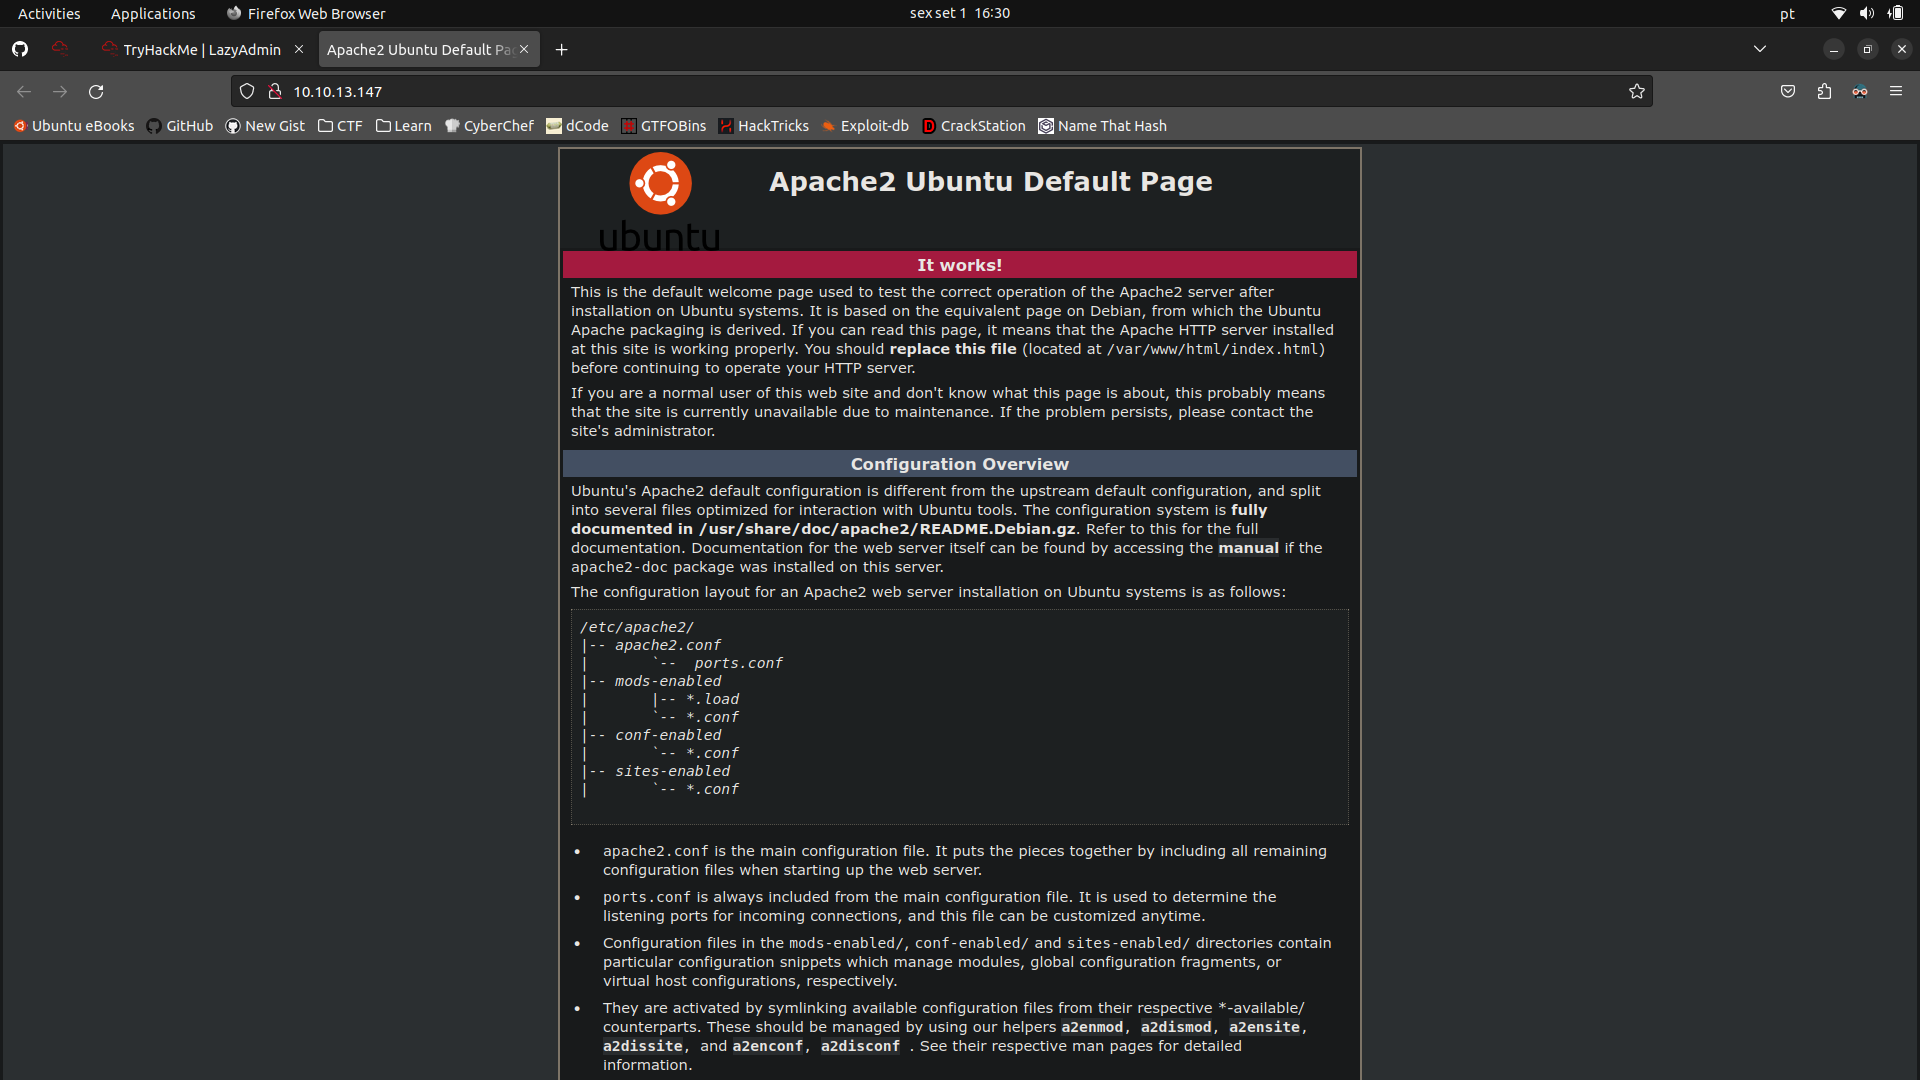 Activities Applications Firefox Web Browser sex set 1 16:30 pt
TryHackMe | LazyAdmin Apache2 Ubuntu Default Pag
10.10.13.147
Ubuntu eBooks GitHub New Gist CTF Learn CyberChef dCode GTFOBins HackTricks Exploit-db CrackStation Name That Hash
ubuntu
Apache2 Ubuntu Default Page
It works!
This is the default welcome page used to test the correct operation of the Apache2 server after
installation on Ubuntu systems. It is based on the equivalent page on Debian, from which the Ubuntu
Apache packaging is derived. If you can read this page, it means that the Apache HTTP server installed
at this site is working properly. You should replace this file (located at /var/www/html/index.html)
before continuing to operate your HTTP server.
If you are a normal user of this web site and don't know what this page is about, this probably means
that the site is currently unavailable due to maintenance. If the problem persists, please contact the
site's administrator.
Configuration Overview
Ubuntu's Apache2 default configuration is different from the upstream default configuration, and split
into several files optimized for interaction with Ubuntu tools. The configuration system is fully
documented in /usr/share/doc/apache2/README.Debian.gz. Refer to this for the full
documentation. Documentation for the web server itself can be found by accessing the manual if the
apache2-doc package was installed on this server.
The configuration layout for an Apache2 web server installation on Ubuntu systems is as follows:
/etc/apache2/
|-- apache2.conf
|       `--  ports.conf
|-- mods-enabled
|       |-- *.load
|       `-- *.conf
|-- conf-enabled
|       `-- *.conf
|-- sites-enabled
|       `-- *.conf
• apache2.conf is the main configuration file. It puts the pieces together by including all remaining
configuration files when starting up the web server.
• ports.conf is always included from the main configuration file. It is used to determine the
listening ports for incoming connections, and this file can be customized anytime.
• Configuration files in the mods-enabled/, conf-enabled/ and sites-enabled/ directories contain
particular configuration snippets which manage modules, global configuration fragments, or
virtual host configurations, respectively.
• They are activated by symlinking available configuration files from their respective *-available/
counterparts. These should be managed by using our helpers a2enmod, a2dismod, a2ensite,
a2dissite, and a2enconf, a2disconf . See their respective man pages for detailed
information.